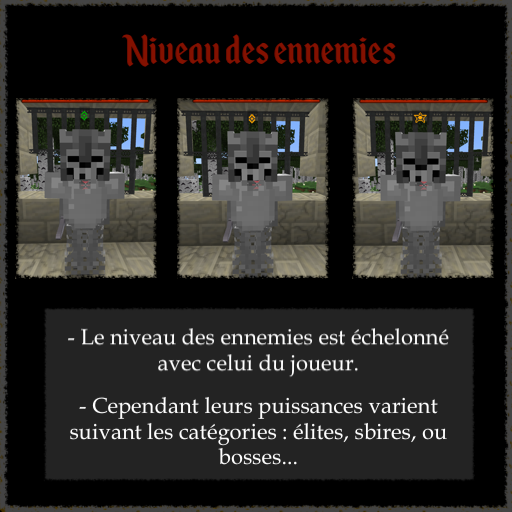 Niveau des ennemies
- Le niveau des ennemies est échelonné
avec celui du joueur.
- Cependant leurs puissances varient
suivant les catégories : élites, sbires, ou
bosses...